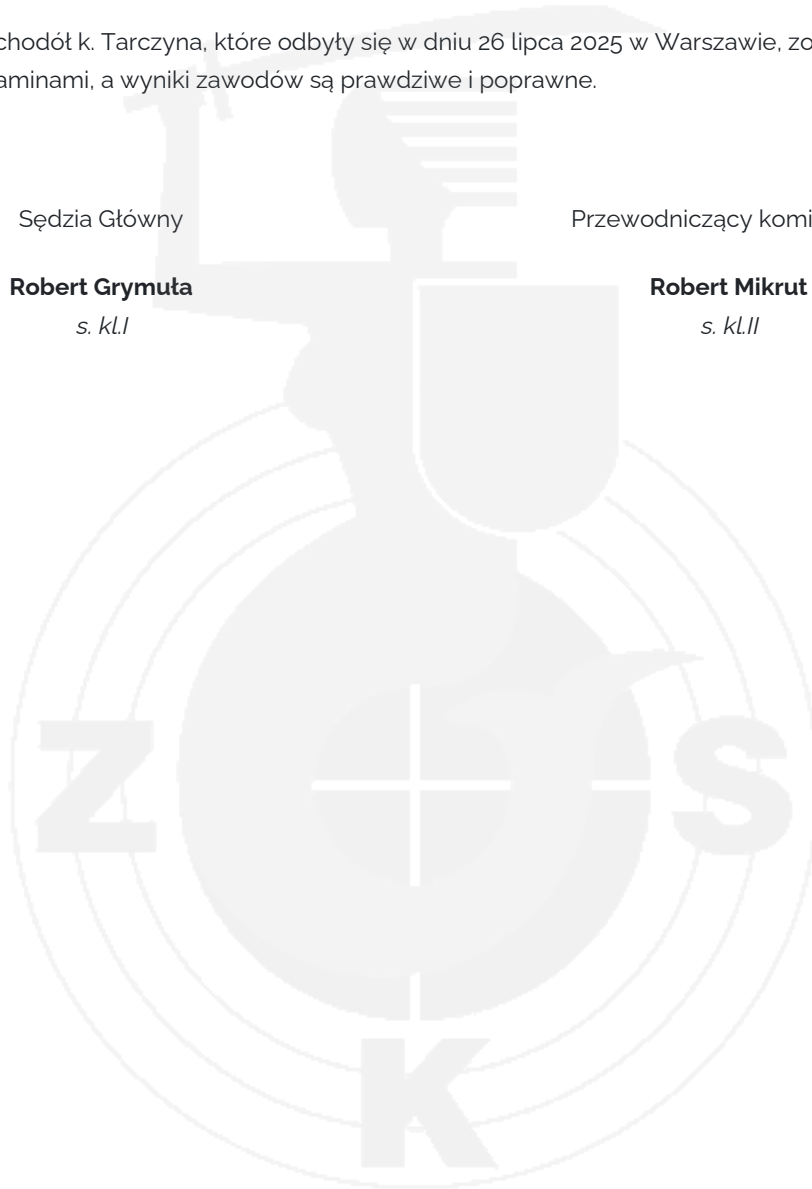 chodół k. Tarczyna, które odbyły się w dniu 26 lipca 2025 w Warszawie, zo
aminami, a wyniki zawodów są prawdziwe i poprawne.
Sędzia Główny
Przewodniczący komi
Robert Grymuła
Robert Mikrut
s. kl.I
s. kl.II
Z
S
K